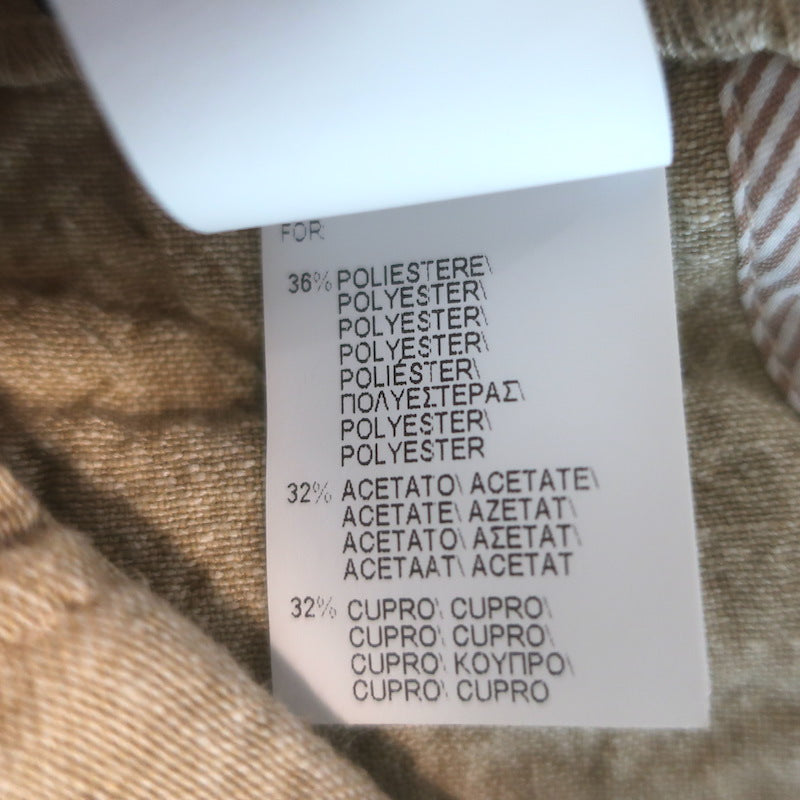 FOR:
36% POLIESTERE\
POLYESTER\
POLYESTER\
POLYESTER\
POLIÉSTER\
ΠΟΛΥΕΣΤΕΡΑΣ\
POLYESTER\
POLYESTER
32% ACETATO\ ACETATE\
ACETATE\ AZETAT\
ACETATO\ ΑΣΕΤΑΤ\
ACETAAT\ ACETAT
32% CUPRO\ CUPRO\
CUPRO\ CUPRO\
CUPRO\ ΚΟΥΠΡΟ\
CUPRO\ CUPRO